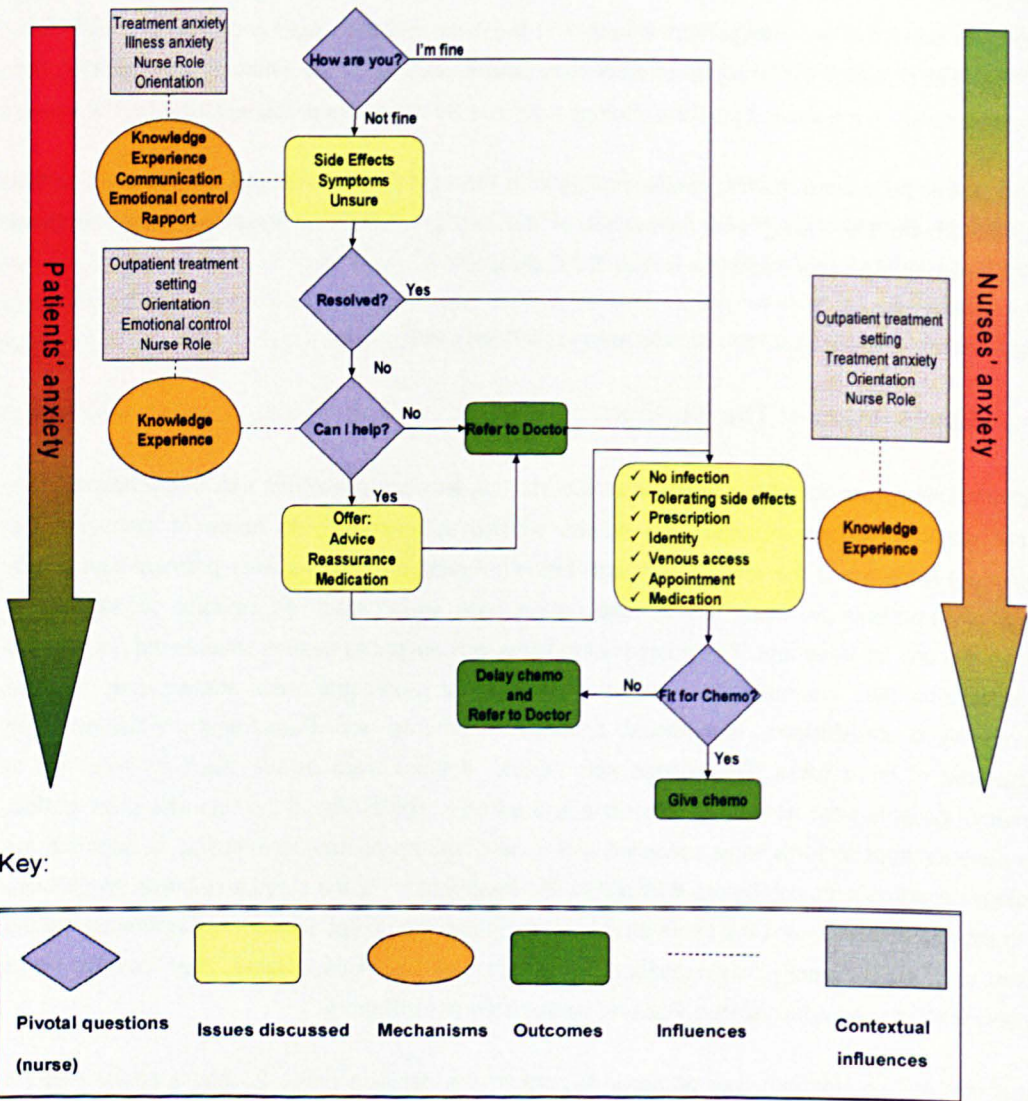 Treatment anxiety
Illness anxiety
Nurse Role
Orientation
How are you?
I'm fine
Not fine
Knowledge
Experience
Communication
Emotional control
Rapport
Side Effects
Symptoms
Unsure
Patients' anxiety
Nurses' anxiety
Outpatient treatment
setting
Orientation
Emotional control
Nurse Role
Resolved?
Yes
No
Outpatient treatment
setting
Treatment anxiety
Orientation
Nurse Role
Knowledge
Experience
Can I help?
No
Refer to Doctor
Yes
Offer:
Advice
Reassurance
Medication
✓ No infection
✓ Tolerating side effects
✓ Prescription
✓ Identity
✓ Venous access
✓ Appointment
✓ Medication
Knowledge
Experience
Delay chemo
and
Refer to Doctor
No
Fit for Chemo?
Yes
Give chemo
Key:
Pivotal questions
(nurse)
Issues discussed
Mechanisms
Outcomes
Influences
Contextual
influences